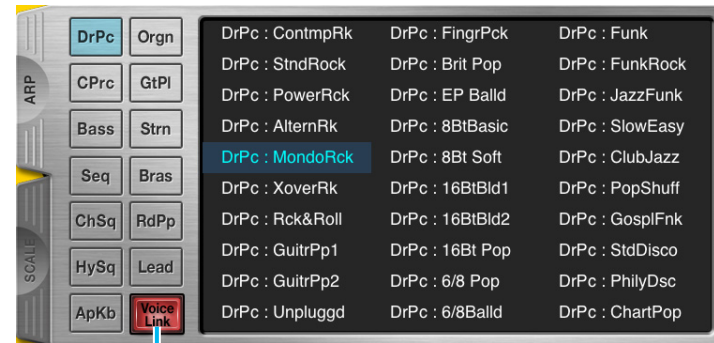 ARP
SCALE
DrPc Orgn
CPrc GtPl
Bass Strn
Seq Bras
ChSq RdPp
HySq Lead
ApKb Voice Link
DrPc : ContmpRk DrPc : FingrPck DrPc : Funk
DrPc : StndRock DrPc : Brit Pop DrPc : FunkRock
DrPc : PowerRck DrPc : EP Balld DrPc : JazzFunk
DrPc : AlternRk DrPc : 8BtBasic DrPc : SlowEasy
DrPc : MondoRck DrPc : 8Bt Soft DrPc : ClubJazz
DrPc : XoverRk DrPc : 16BtBld1 DrPc : PopShuff
DrPc : Rck&Roll DrPc : 16BtBld2 DrPc : GosplFnk
DrPc : GuitrPp1 DrPc : 16Bt Pop DrPc : StdDisco
DrPc : GuitrPp2 DrPc : 6/8 Pop DrPc : PhilyDsc
DrPc : Unpluggd DrPc : 6/8Balld DrPc : ChartPop